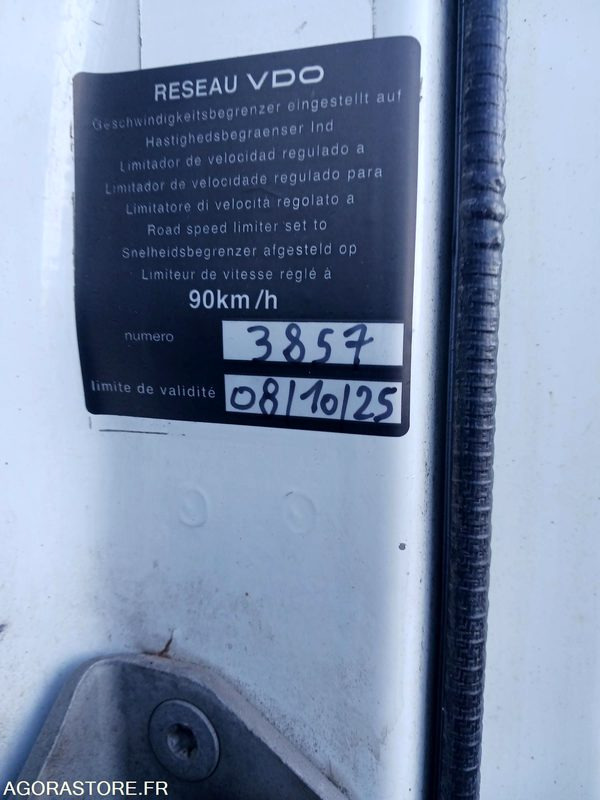 RESEAU VDO
Geschwindigkeitsbegrenzer eingestellt auf
Hastighedsbegraenser Ind
Limitador de velocidad regulado a
Limitador de velocidade regulado para
Limitatore di velocità regolato a
Road speed limiter set to
Snelheidsbegrenzer afgesteld op
Limiteur de vitesse reglé à
90km/h
numero 3857
limite de validité 08/10/25
AGORASTORE.FR